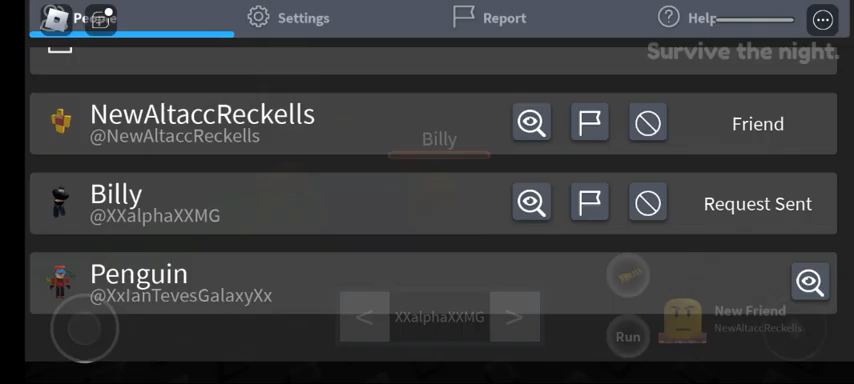 People
Settings
Report
Help
Survive the night.
NewAltaccReckells
@NewAltaccReckells
Friend
Billy
Billy
@XXalphaXXMG
Request Sent
Penguin
@XxIanTevesGalaxyXx
< XXalphaXXMG >
Run
New Friend
NewAltaccReckells